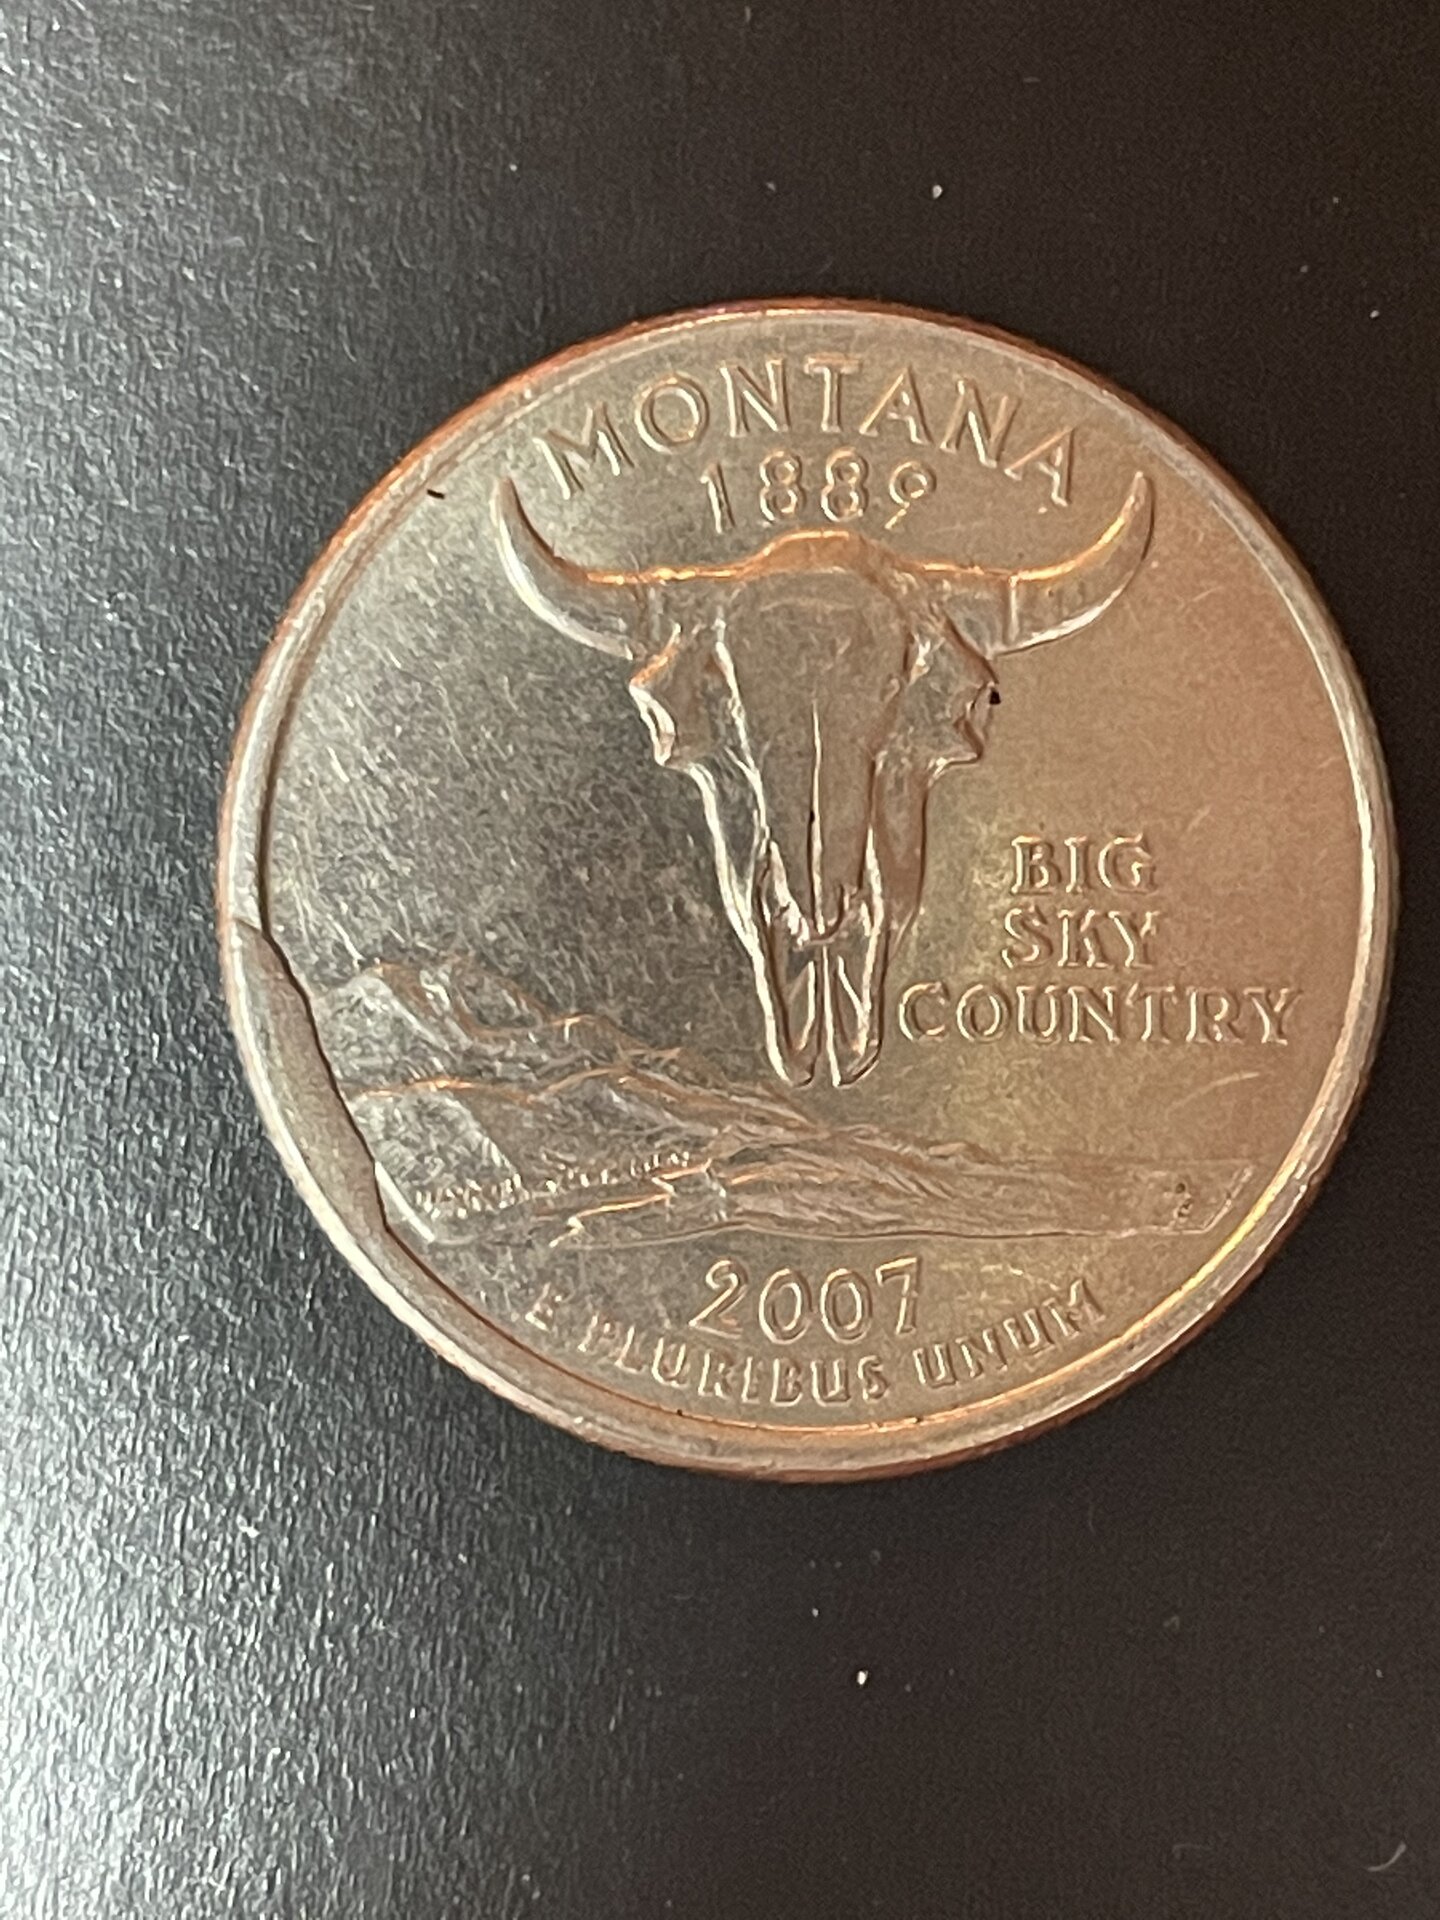 MONTANA
1889
BIG
SKY
COUNTRY
2007
E PLURIBUS UNUM